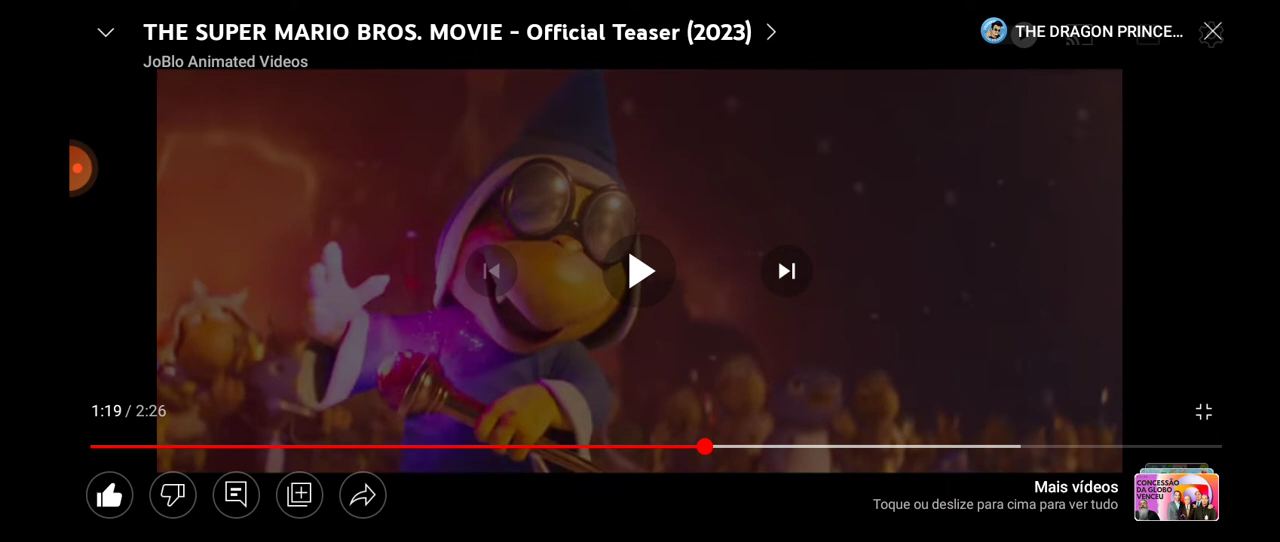 THE SUPER MARIO BROS. MOVIE - Official Teaser (2023)
THE DRAGON PRINCE...
JoBlo Animated Videos
1:19 / 2:26
Mais vídeos
Toque ou deslize para cima para ver tudo
CONCESSÃO
DA GLOBO
VENCEU